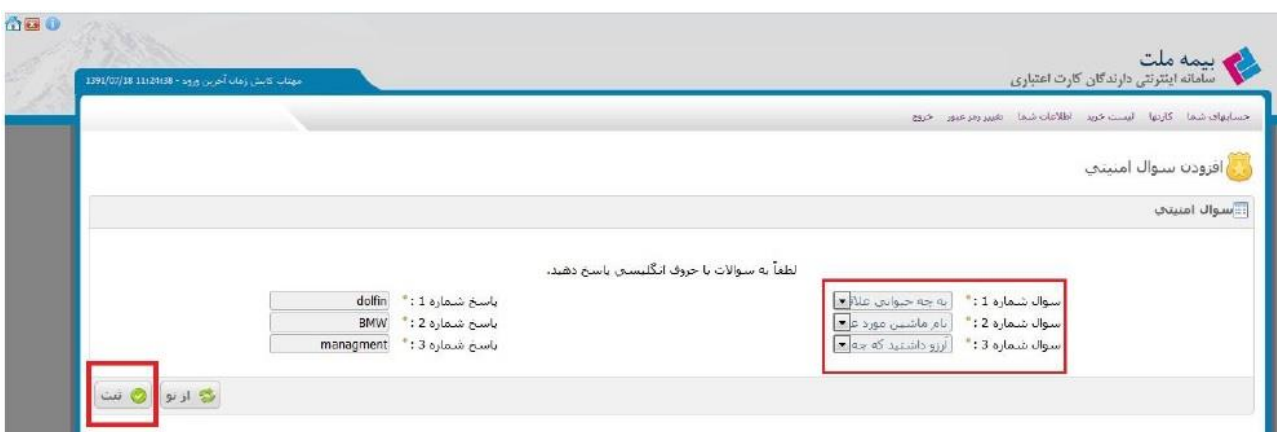 بیمه ملت
سامانه اینترنتی دارندگان کارت اعتباری
مهتاب کابش زمان آخرین ورود - 1391/07/18 11:24:38
حسابهای شما کارتها لیست خرید اطلاعات شما تغییر رمز عبور خروج
افزودن سوال امنیتی
سوال امنیتی
لطفاً به سوالات با حروف انگلیسی پاسخ دهید.
سوال شماره 1 :* به چه حیوانی علاق پاسخ شماره 1 :* dolfin
سوال شماره 2 :* نام ماشین مورد ع پاسخ شماره 2 :* BMW
سوال شماره 3 :* آرزو داشتید که چه پاسخ شماره 3 :* managment
از نو ثبت